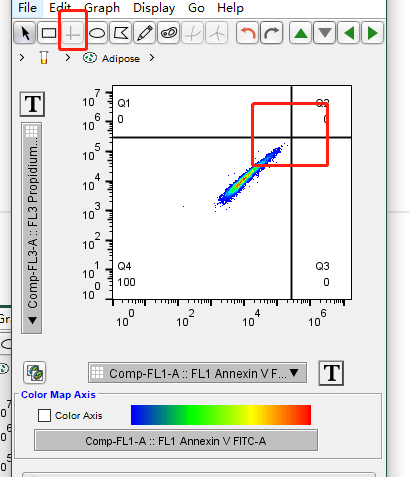 File Edit Graph Display Go Help
> > Adipose >
T
Comp-FL3-A :: FL3 Propidium...
10^7
10^6
10^5
10^4
10^3
10^2
10^1
10^0
Q1
0
Q2
0
Q4
100
Q3
0
10^0 10^2 10^4 10^6
Comp-FL1-A :: FL1 Annexin V F... ▼
T
Color Map Axis
Color Axis
Comp-FL1-A :: FL1 Annexin V FITC-A